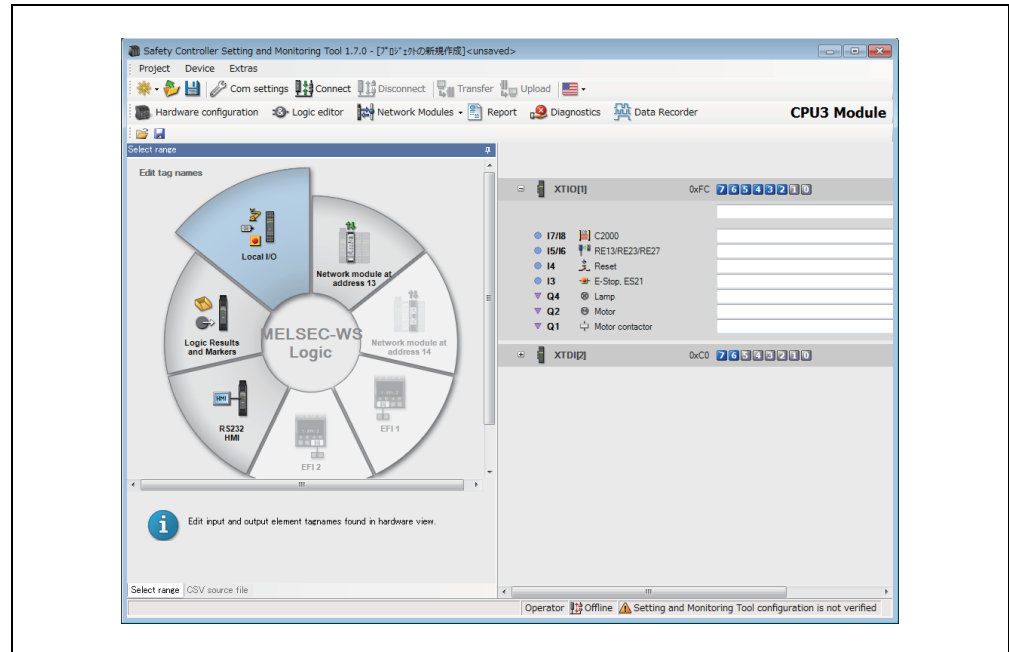 Safety Controller Setting and Monitoring Tool 1.7.0 - [ﾌﾟﾛｼﾞｪｸﾄの新規作成]<unsaved>
Project Device Extras
Com settings Connect Disconnect Transfer Upload
Hardware configuration Logic editor Network Modules Report Diagnostics Data Recorder CPU3 Module
Select range
Edit tag names
Local I/O
Network module at
address 13
Network module at
address 14
EFI 1
EFI 2
RS232
HMI
HMI
Logic Results
and Markers
MELSEC-WS
Logic
Edit input and output element tagnames found in hardware view.
Select range CSV source file
XTIO[1] 0xFC 7 6 5 4 3 2 1 0
I7/I8 C2000
I5/I6 RE13/RE23/RE27
I4 Reset
I3 E-Stop, ES21
Q4 Lamp
Q2 Motor
Q1 Motor contactor
XTDI[2] 0xC0 7 6 5 4 3 2 1 0
Operator Offline Setting and Monitoring Tool configuration is not verified